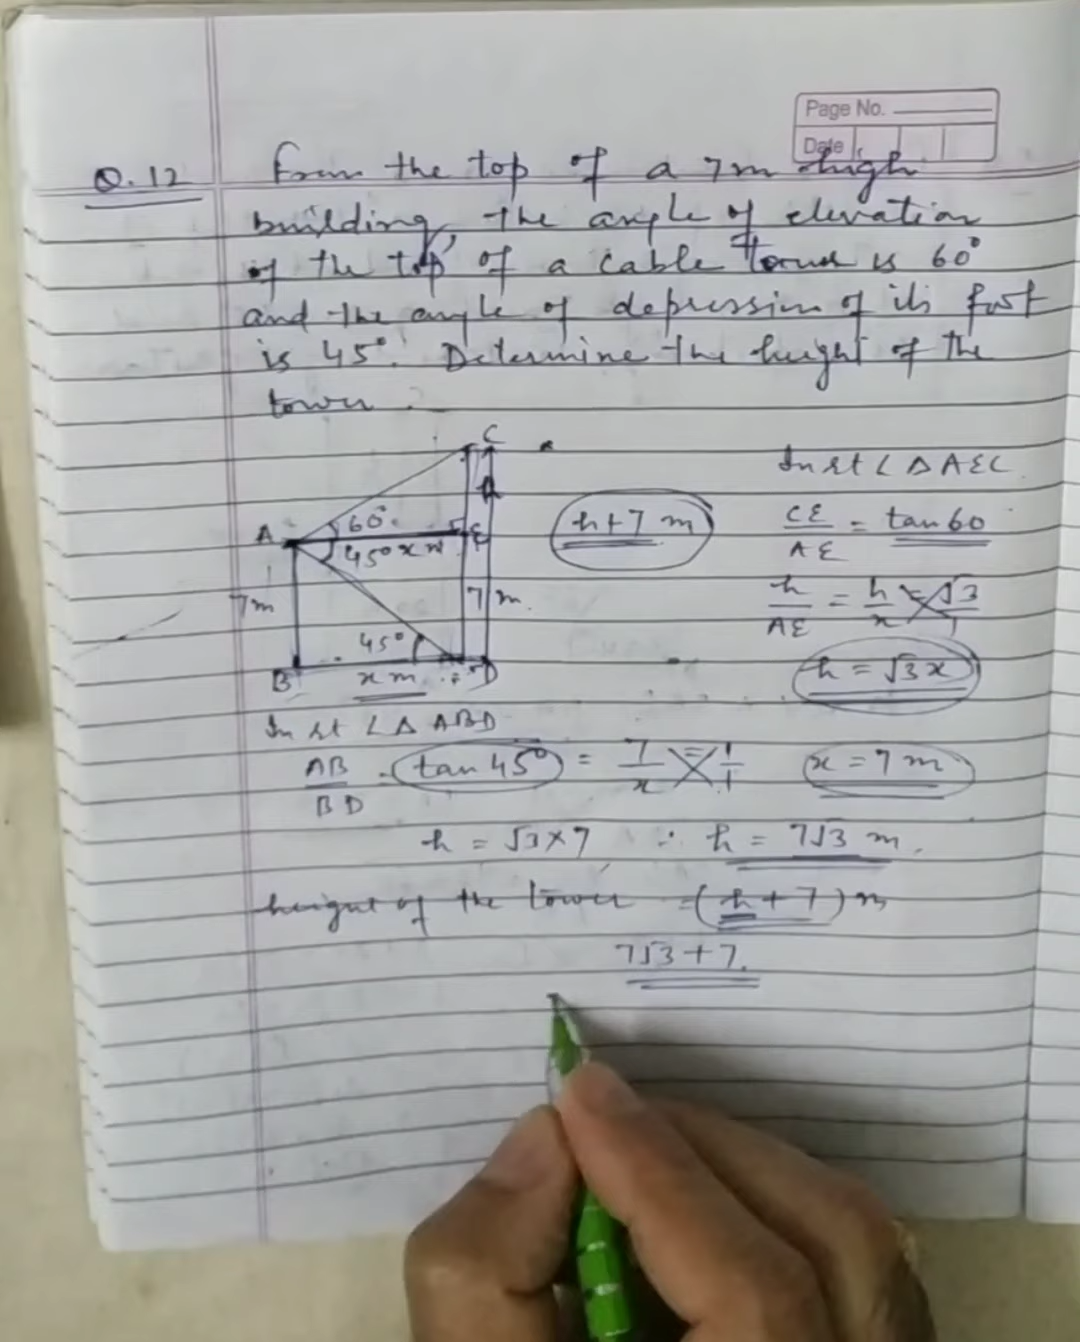 Page No.
Date
Q.12 From the top of a 7m high
building, the angle of elevation
of the top of a cable tower is 60°
and the angle of depression of its foot
is 45°. Determine the height of the
tower.
C
A 60° E
45° x m
7m 7 m.
45°
B x m D
h+7 m
In rt ∠ △ AEC
CE/AE = tan 60
h/AE = h/x = √3/1
h = √3x
In rt ∠ △ ABD
AB/BD = tan 45° = 7/x = 1/1 x = 7 m
h = √3×7 ∴ h = 7√3 m.
height of the tower = (h+7) m
7√3+7.